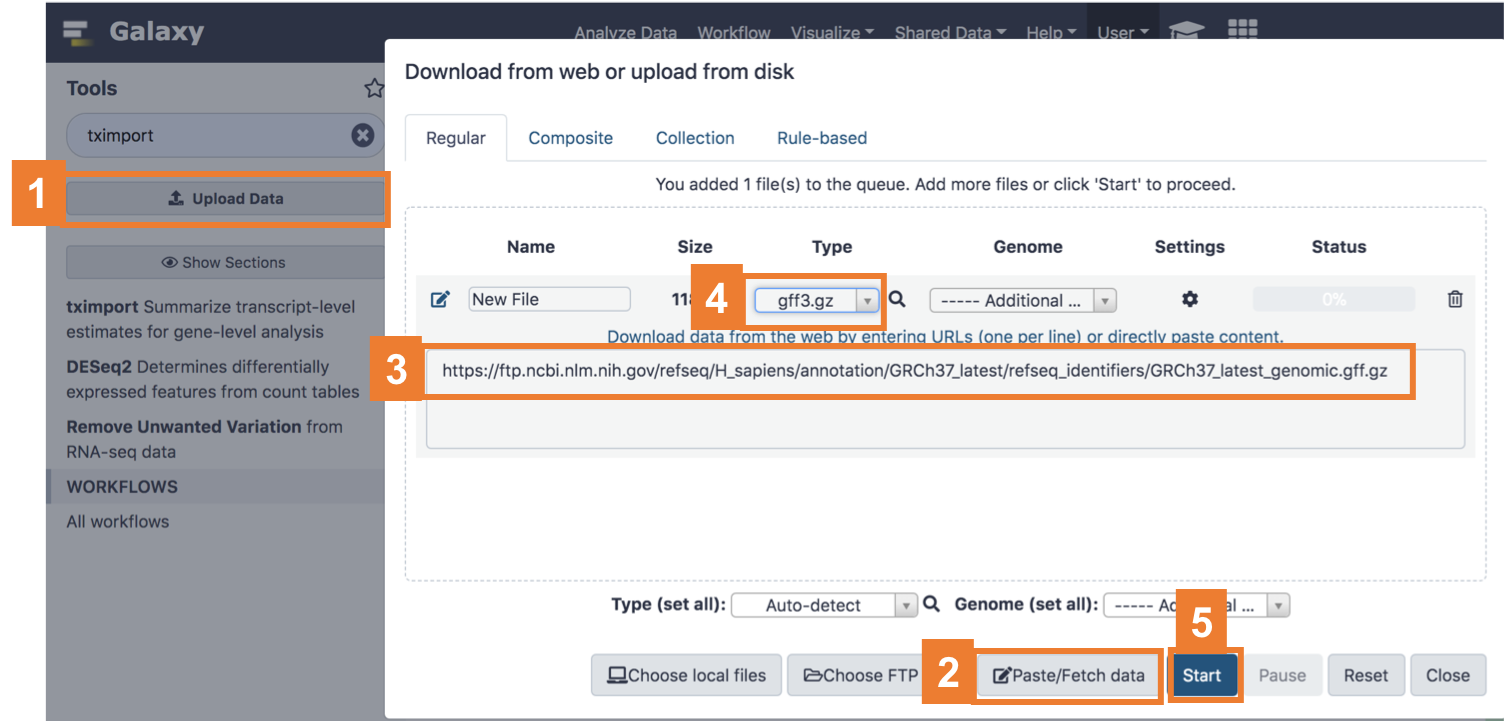 Galaxy
Analyze Data Workflow Visualize Shared Data Help User
Tools
tximport
1
Upload Data
Show Sections
tximport Summarize transcript-level
estimates for gene-level analysis
DESeq2 Determines differentially
expressed features from count tables
Remove Unwanted Variation from
RNA-seq data
WORKFLOWS
All workflows
Download from web or upload from disk
Regular Composite Collection Rule-based
You added 1 file(s) to the queue. Add more files or click 'Start' to proceed.
Name Size Type Genome Settings Status
New File 118 4 gff3.gz ----- Additional ... 0%
Download data from the web by entering URLs (one per line) or directly paste content.
3
https://ftp.ncbi.nlm.nih.gov/refseq/H_sapiens/annotation/GRCh37_latest/refseq_identifiers/GRCh37_latest_genomic.gff.gz
Type (set all): Auto-detect Genome (set all): ----- Ad al ...
5
Choose local files Choose FTP 2 Paste/Fetch data Start Pause Reset Close